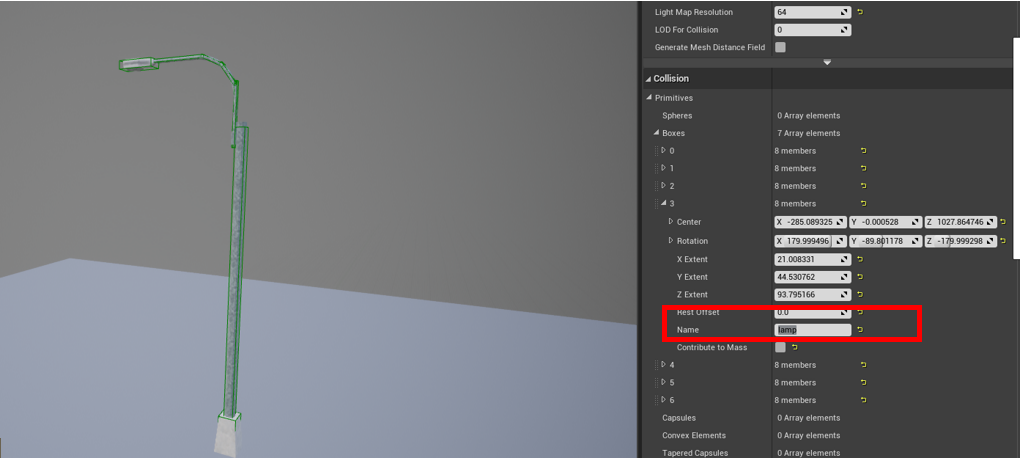 Light Map Resolution 64
LOD For Collision 0
Generate Mesh Distance Field
Collision
Primitives
Spheres 0 Array elements
Boxes 7 Array elements
0 8 members
1 8 members
2 8 members
3 8 members
Center X -285.089325 Y -0.000528 Z 1027.864746
Rotation X 179.999496 Y -89.801178 Z -179.999298
X Extent 21.008331
Y Extent 44.530762
Z Extent 93.795166
Rest Offset 0.0
Name lamp
Contribute to Mass
4 8 members
5 8 members
6 8 members
Capsules 0 Array elements
Convex Elements 0 Array elements
Tapered Capsules 0 Array elements